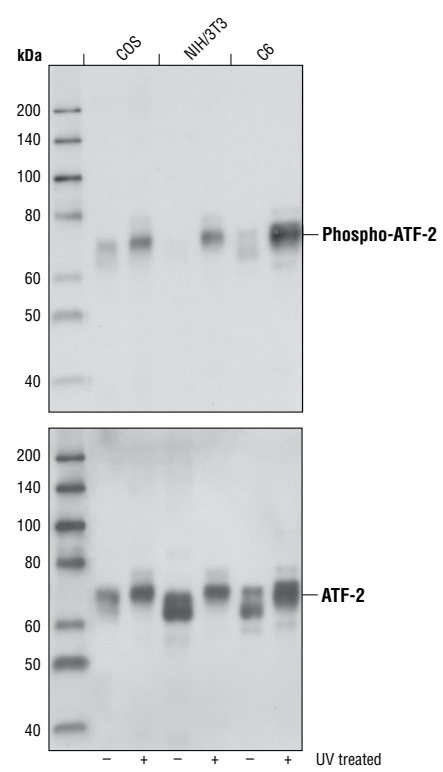 COS NIH/3T3 C6
kDa
200
140
100
80
Phospho-ATF-2
60
50
40
200
140
100
80
ATF-2
60
50
40
– + – + – + UV treated